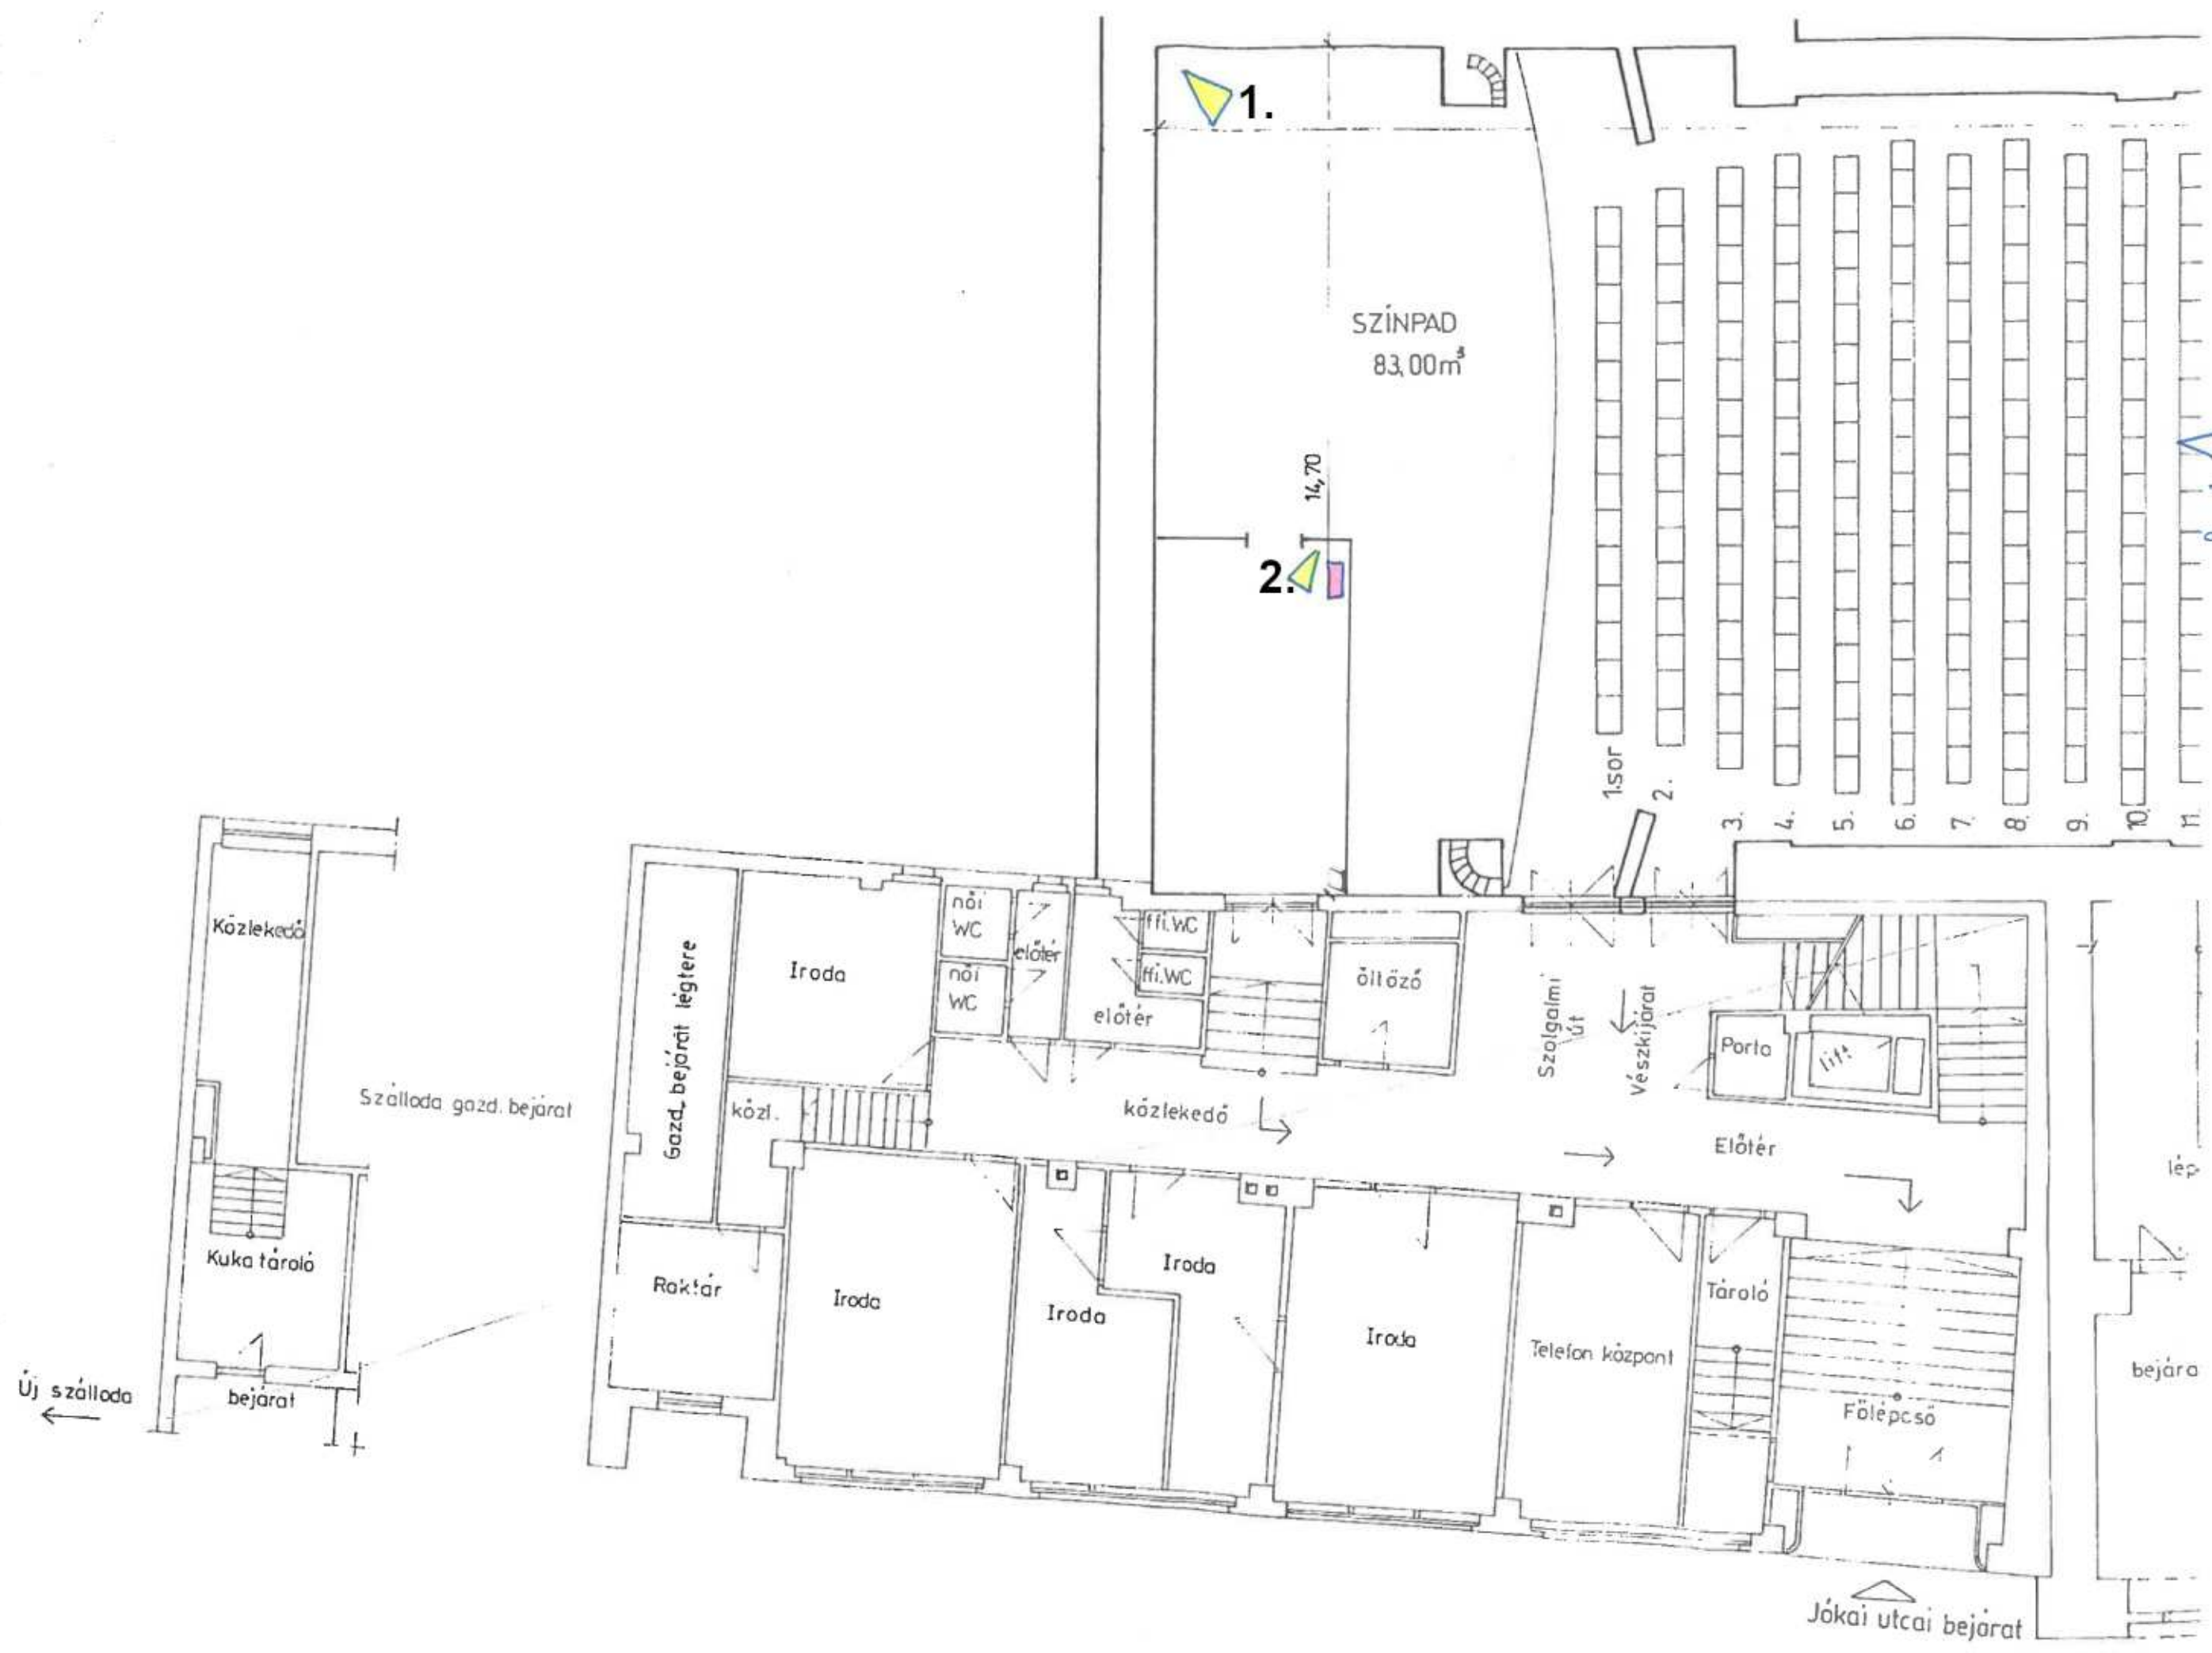 1.
SZÍNPAD
83,00m³
14,70
2.
1.sor
2.
3.
4.
5.
6.
7.
8.
9.
10.
11.
Közlekedő
Szálloda gazd. bejárat
Kuka tároló
bejárat
Új szálloda
Gazd. bejárat légtere
Iroda
női
WC
női
WC
előtér
ffi.WC
ffi.WC
előtér
öltöző
Szolgalmi
út
Vészkijárat
Porta
lift
közl.
közlekedő
Előtér
Raktár
Iroda
Iroda
Iroda
Iroda
Telefon központ
Tároló
Főlépcső
Jókai utcai bejárat
lép
bejára